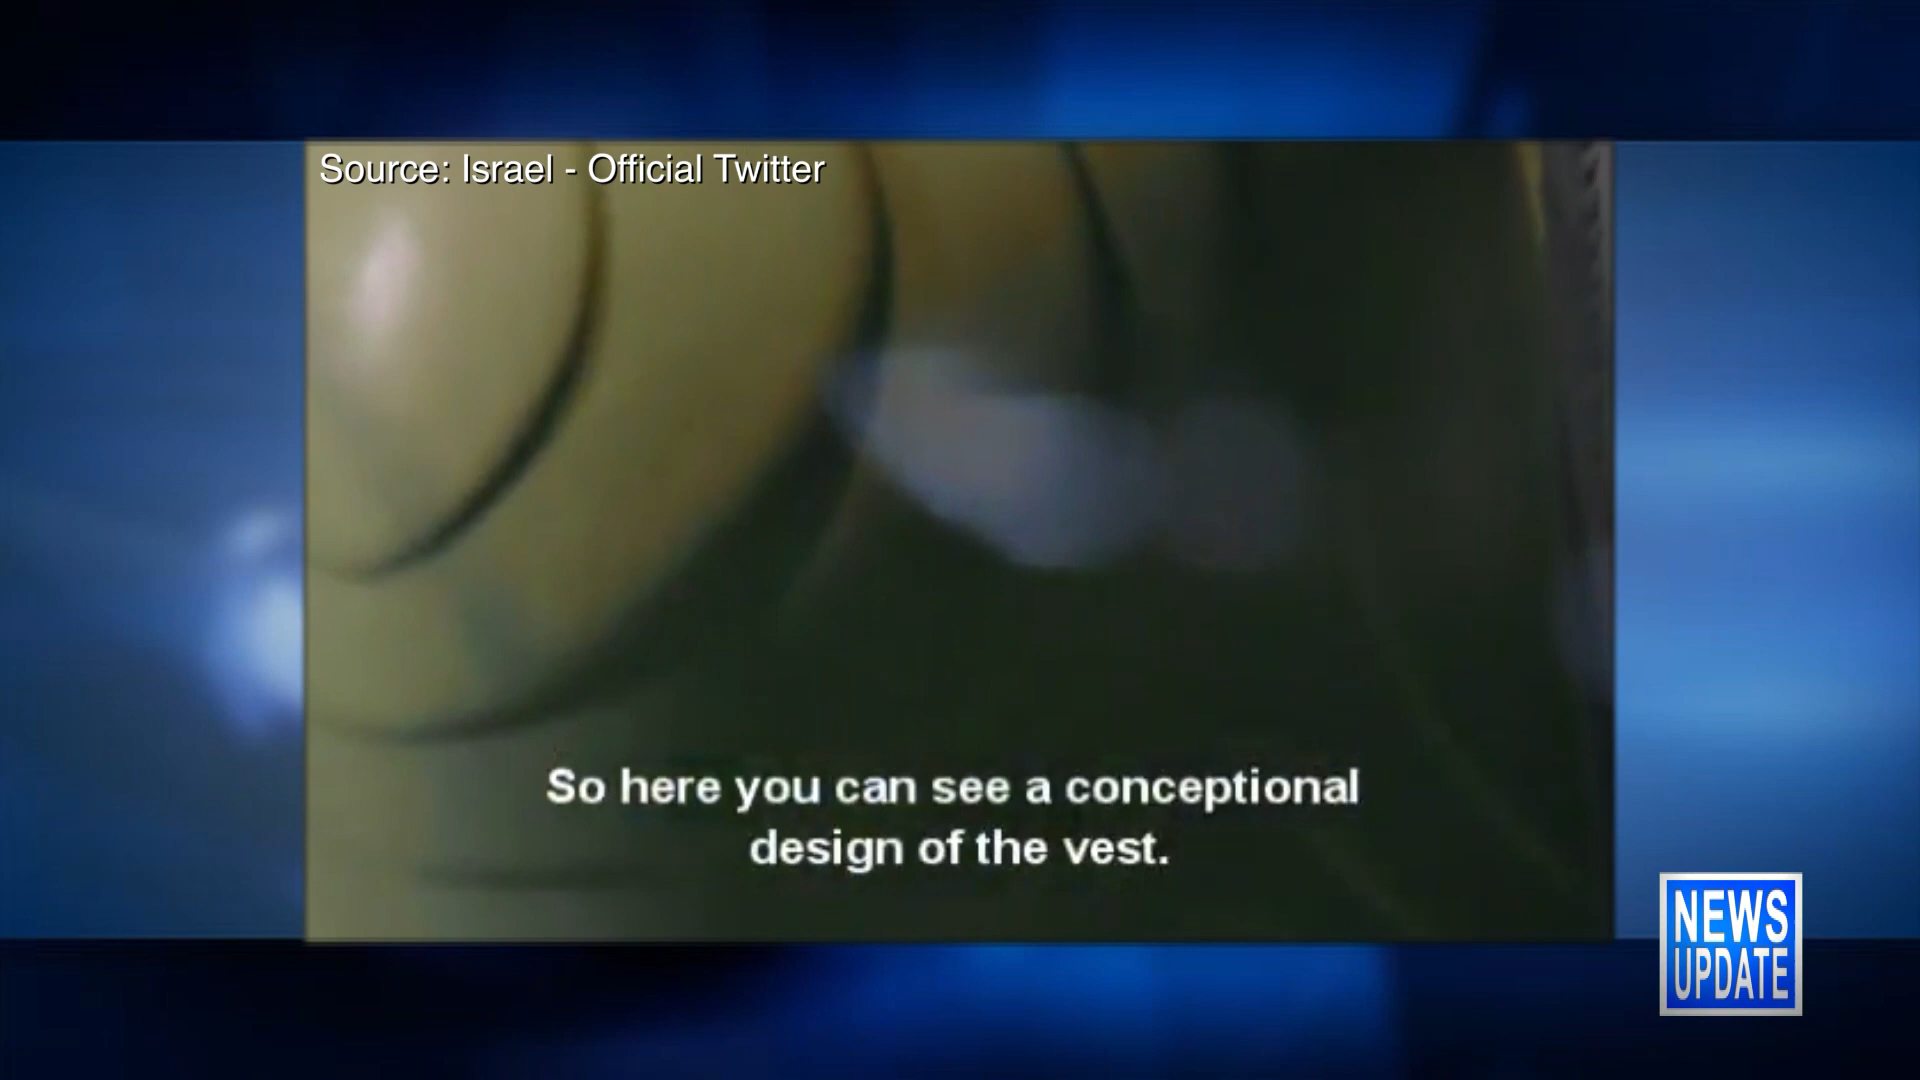 Source: Israel - Official Twitter
So here you can see a conceptional
design of the vest.
NEWS
UPDATE